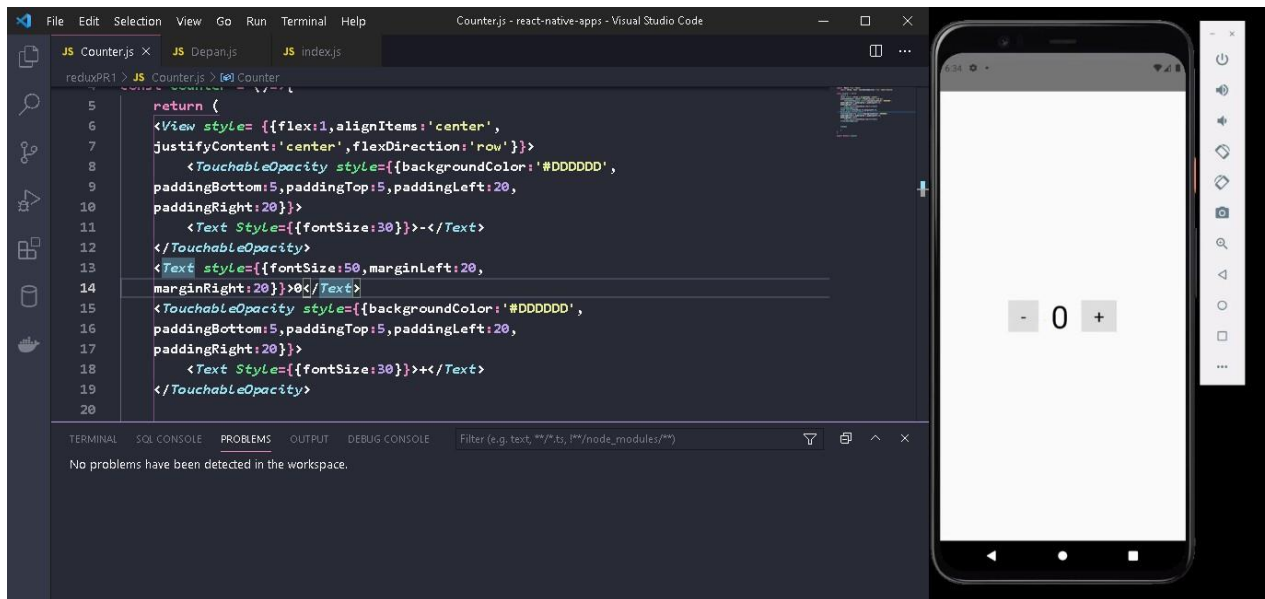 File Edit Selection View Go Run Terminal Help Counter.js - react-native-apps - Visual Studio Code
JS Counter.js × JS Depan.js JS index.js
reduxPR1 > JS Counter.js > Counter
5 return (
6 <View style= {{flex:1,alignItems:'center',
7 justifyContent:'center',flexDirection:'row'}}>
8 <TouchableOpacity style={{backgroundColor:'#DDDDDD',
9 paddingBottom:5,paddingTop:5,paddingLeft:20,
10 paddingRight:20}}>
11 <Text Style={{fontSize:30}}>-</Text>
12 </TouchableOpacity>
13 <Text style={{fontSize:50,marginLeft:20,
14 marginRight:20}}>0</Text>
15 <TouchableOpacity style={{backgroundColor:'#DDDDDD',
16 paddingBottom:5,paddingTop:5,paddingLeft:20,
17 paddingRight:20}}>
18 <Text Style={{fontSize:30}}>+</Text>
19 </TouchableOpacity>
20
TERMINAL SQL CONSOLE PROBLEMS OUTPUT DEBUG CONSOLE Filter (e.g. text, **/*.ts, !**/node_modules/**)
No problems have been detected in the workspace.
6:34
- 0 +